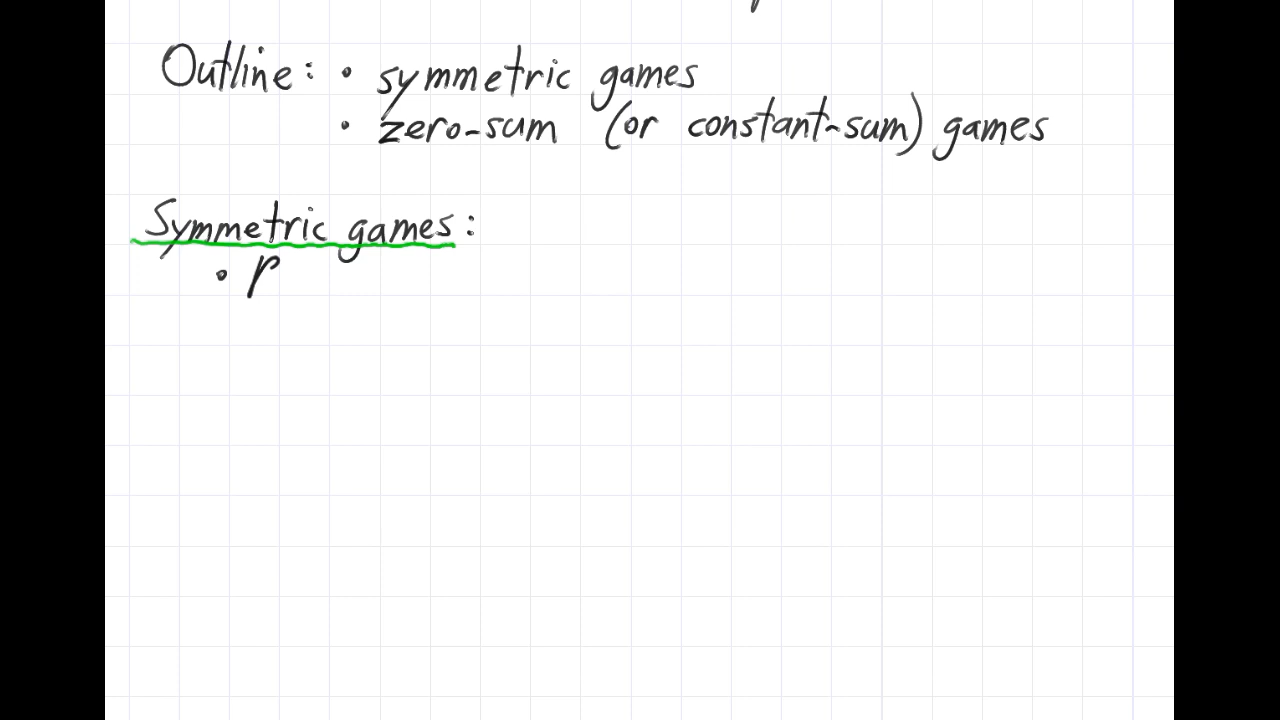 Outline: • symmetric games
• zero-sum (or constant-sum) games
Symmetric games:
• P